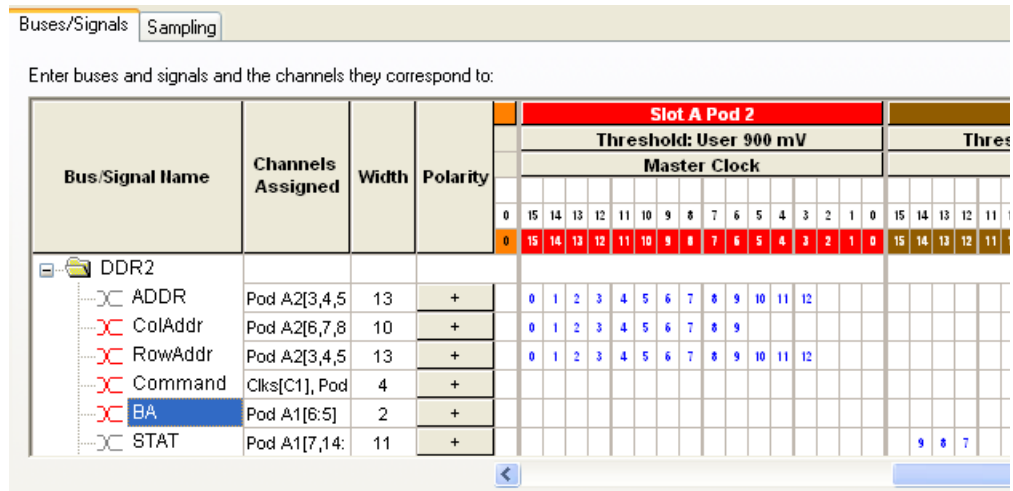 Buses/Signals Sampling
Enter buses and signals and the channels they correspond to:
Slot A Pod 2
Threshold: User 900 mV Thres
Master Clock
Bus/Signal Name Channels Assigned Width Polarity
0 15 14 13 12 11 10 9 8 7 6 5 4 3 2 1 0 15 14 13 12 11
0 15 14 13 12 11 10 9 8 7 6 5 4 3 2 1 0 15 14 13 12 11
DDR2
ADDR Pod A2[3,4,5 13 + 0 1 2 3 4 5 6 7 8 9 10 11 12
ColAddr Pod A2[6,7,8 10 + 0 1 2 3 4 5 6 7 8 9
RowAddr Pod A2[3,4,5 13 + 0 1 2 3 4 5 6 7 8 9 10 11 12
Command Clks[C1], Pod 4 +
BA Pod A1[6:5] 2 +
STAT Pod A1[7,14: 11 + 9 8 7